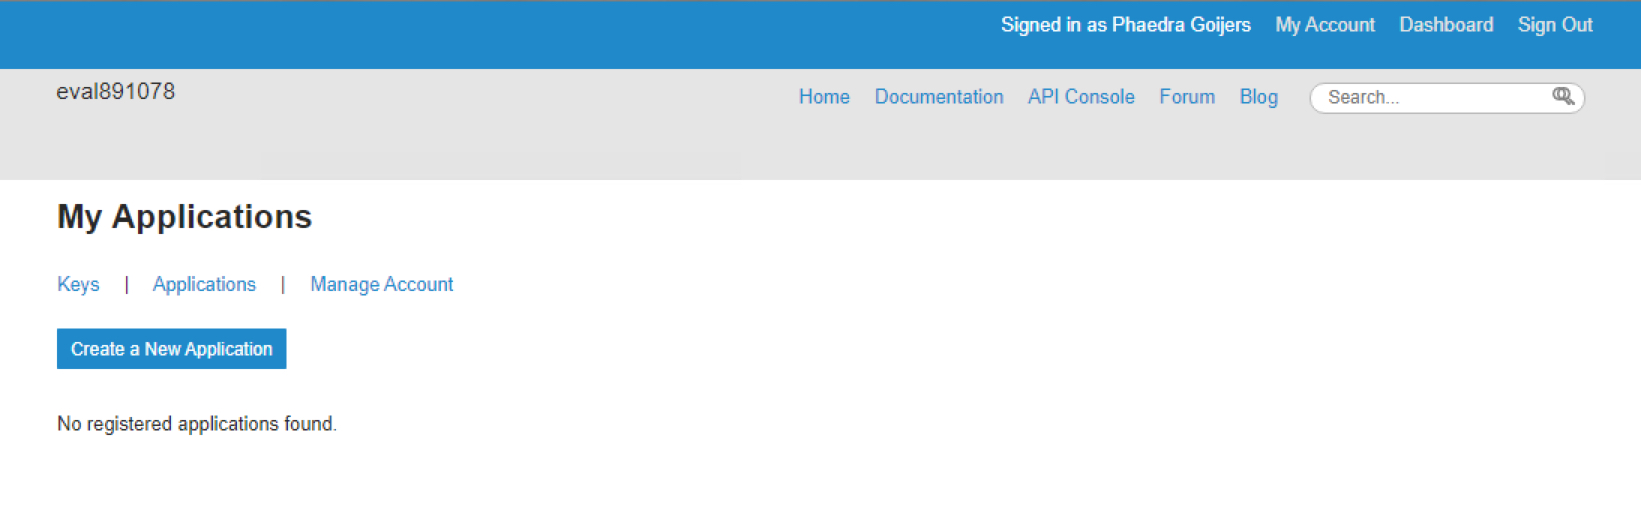 Signed in as Phaedra Goijers My Account Dashboard Sign Out
eval891078
Home Documentation API Console Forum Blog Search...
My Applications
Keys | Applications | Manage Account
Create a New Application
No registered applications found.